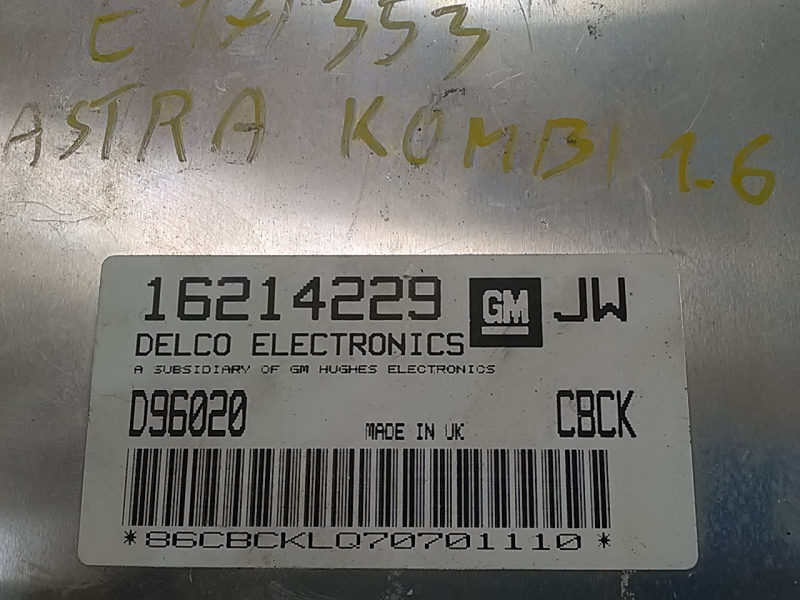 ASTRA KOMBI 1.6
16214229 GM JW
DELCO ELECTRONICS
A SUBSIDIARY OF GM HUGHES ELECTRONICS
D96020 MADE IN UK CBCK
*86CBCKLQ70701110*